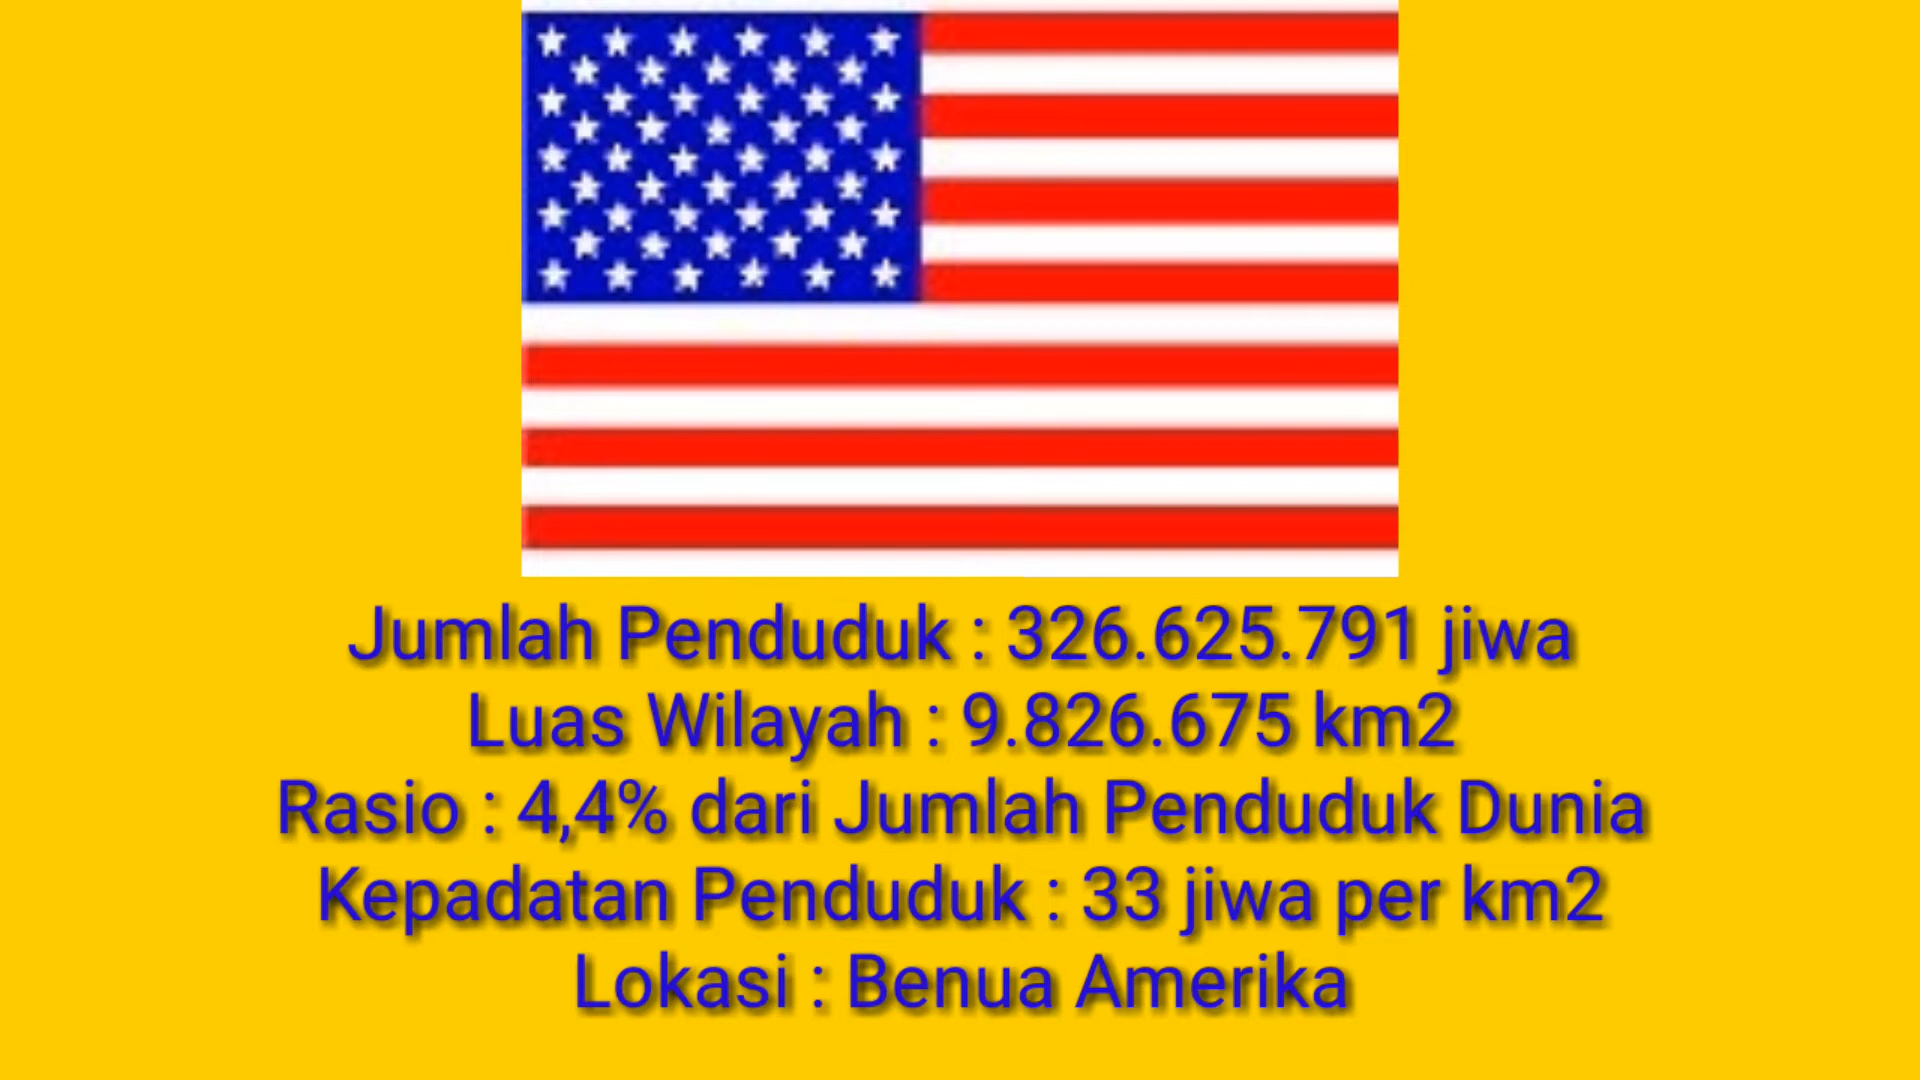 Jumlah Penduduk : 326.625.791 jiwa
Luas Wilayah : 9.826.675 km2
Rasio : 4,4% dari Jumlah Penduduk Dunia
Kepadatan Penduduk : 33 jiwa per km2
Lokasi : Benua Amerika